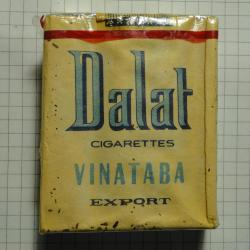 Dalat
CIGARETTES
VINATABA
EXPORT